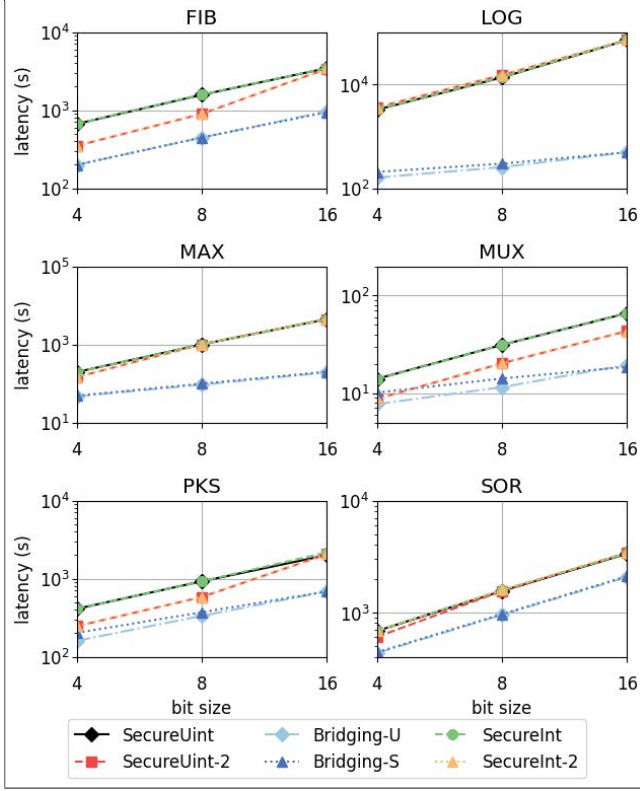 FIB
LOG
latency (s)
10^4
10^3
10^2
4
8
16
10^4
10^2
4
8
16
MAX
MUX
latency (s)
10^5
10^3
10^1
4
8
16
10^2
10^1
4
8
16
PKS
SOR
latency (s)
10^4
10^3
10^2
4
8
16
bit size
10^4
10^3
4
8
16
bit size
SecureUint
Bridging-U
SecureInt
SecureUint-2
Bridging-S
SecureInt-2